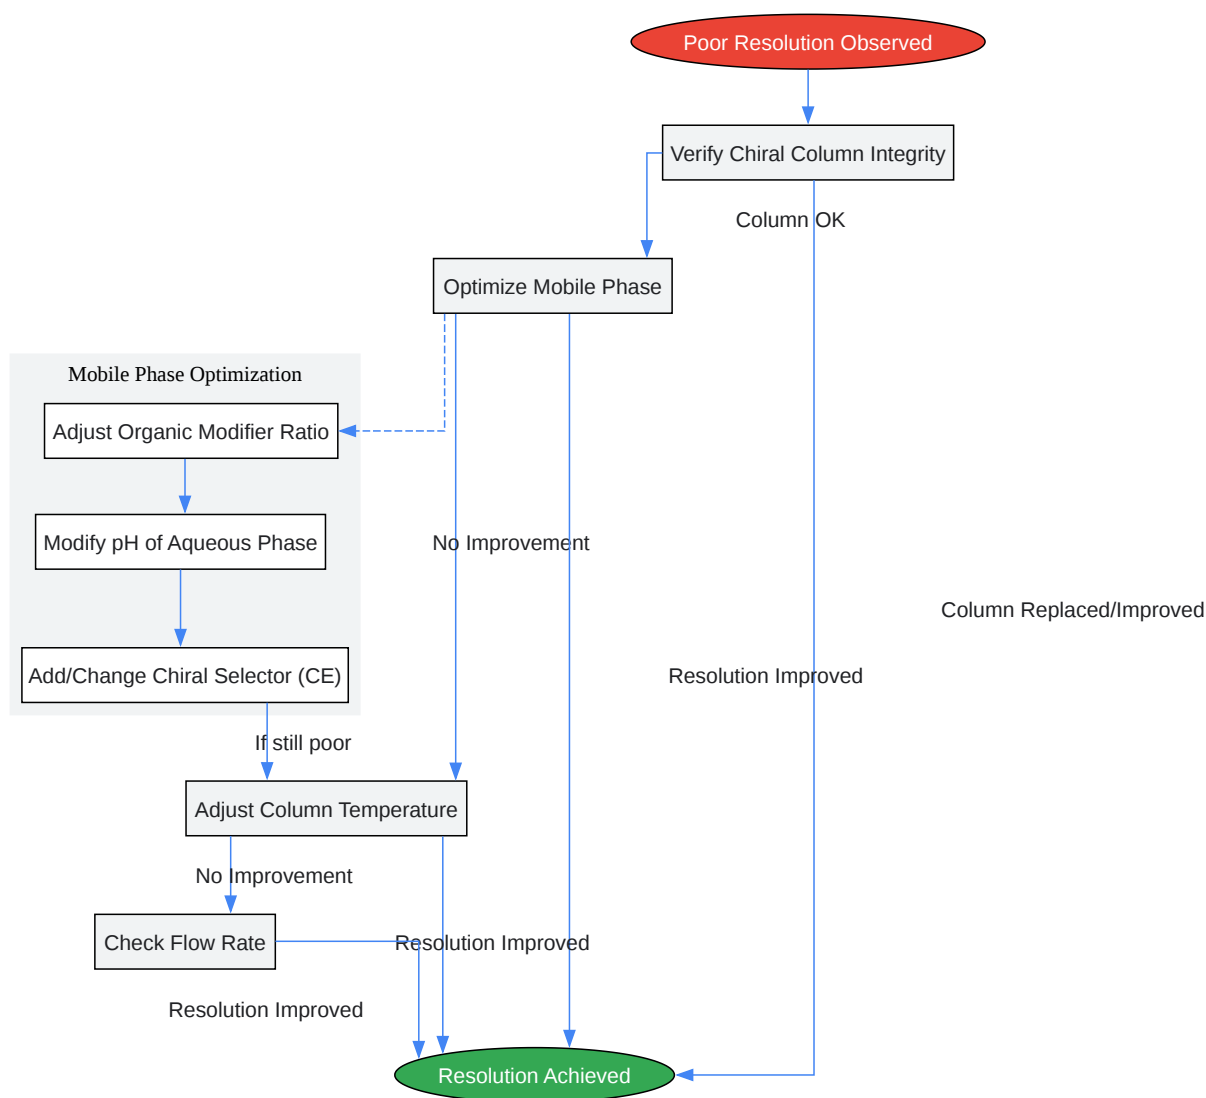 Poor Resolution Observed
Verify Chiral Column Integrity
Column OK
Optimize Mobile Phase
Mobile Phase Optimization
Adjust Organic Modifier Ratio
Modify pH of Aqueous Phase
No Improvement
Column Replaced/Improved
Add/Change Chiral Selector (CE)
Resolution Improved
If still poor
Adjust Column Temperature
No Improvement
Check Flow Rate
Resolution Improved
Resolution Improved
Resolution Achieved